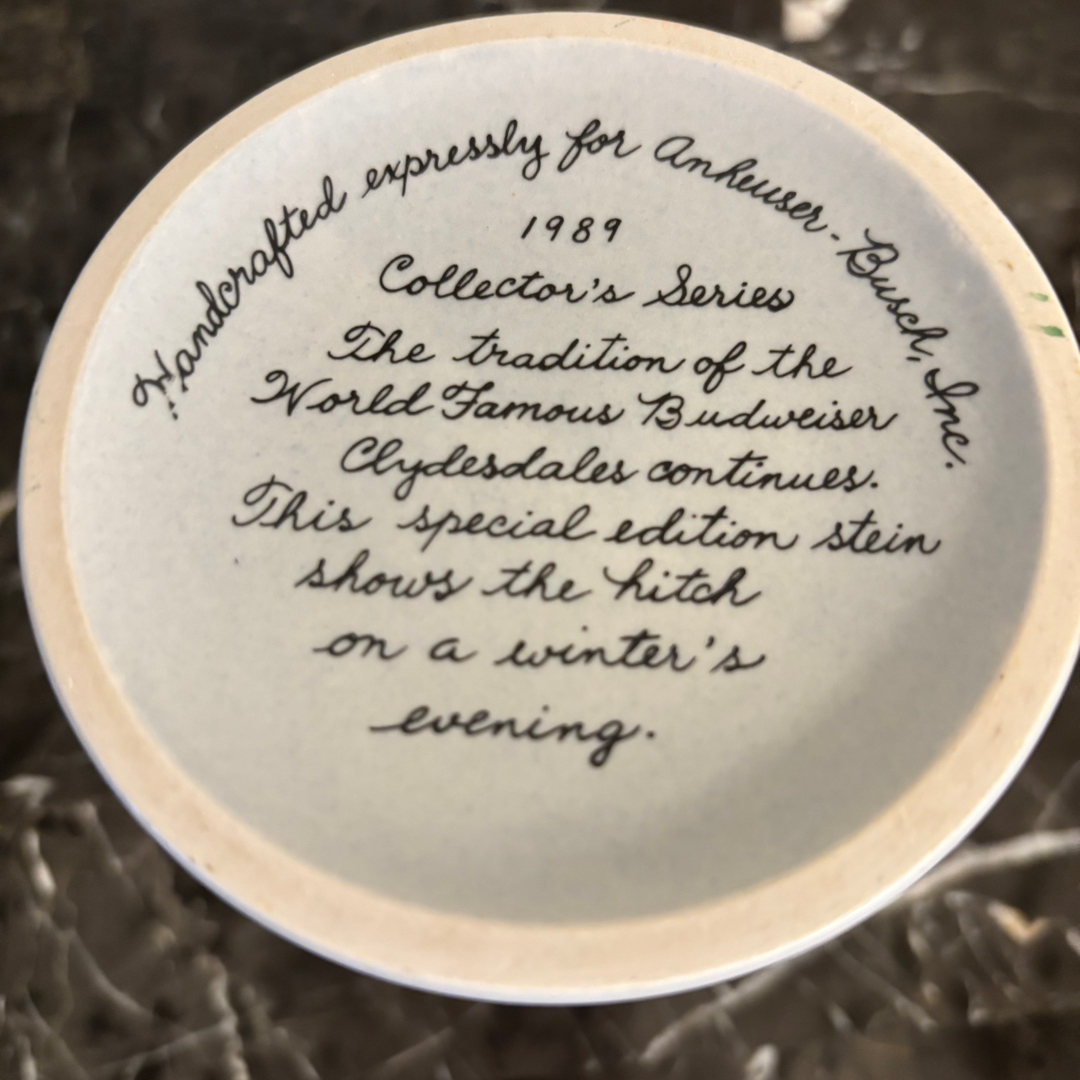 Handcrafted expressly for Anheuser-Busch, Inc.
1989
Collector's Series
The tradition of the
World Famous Budweiser
Clydesdales continues.
This special edition stein
shows the hitch
on a winter's
evening.